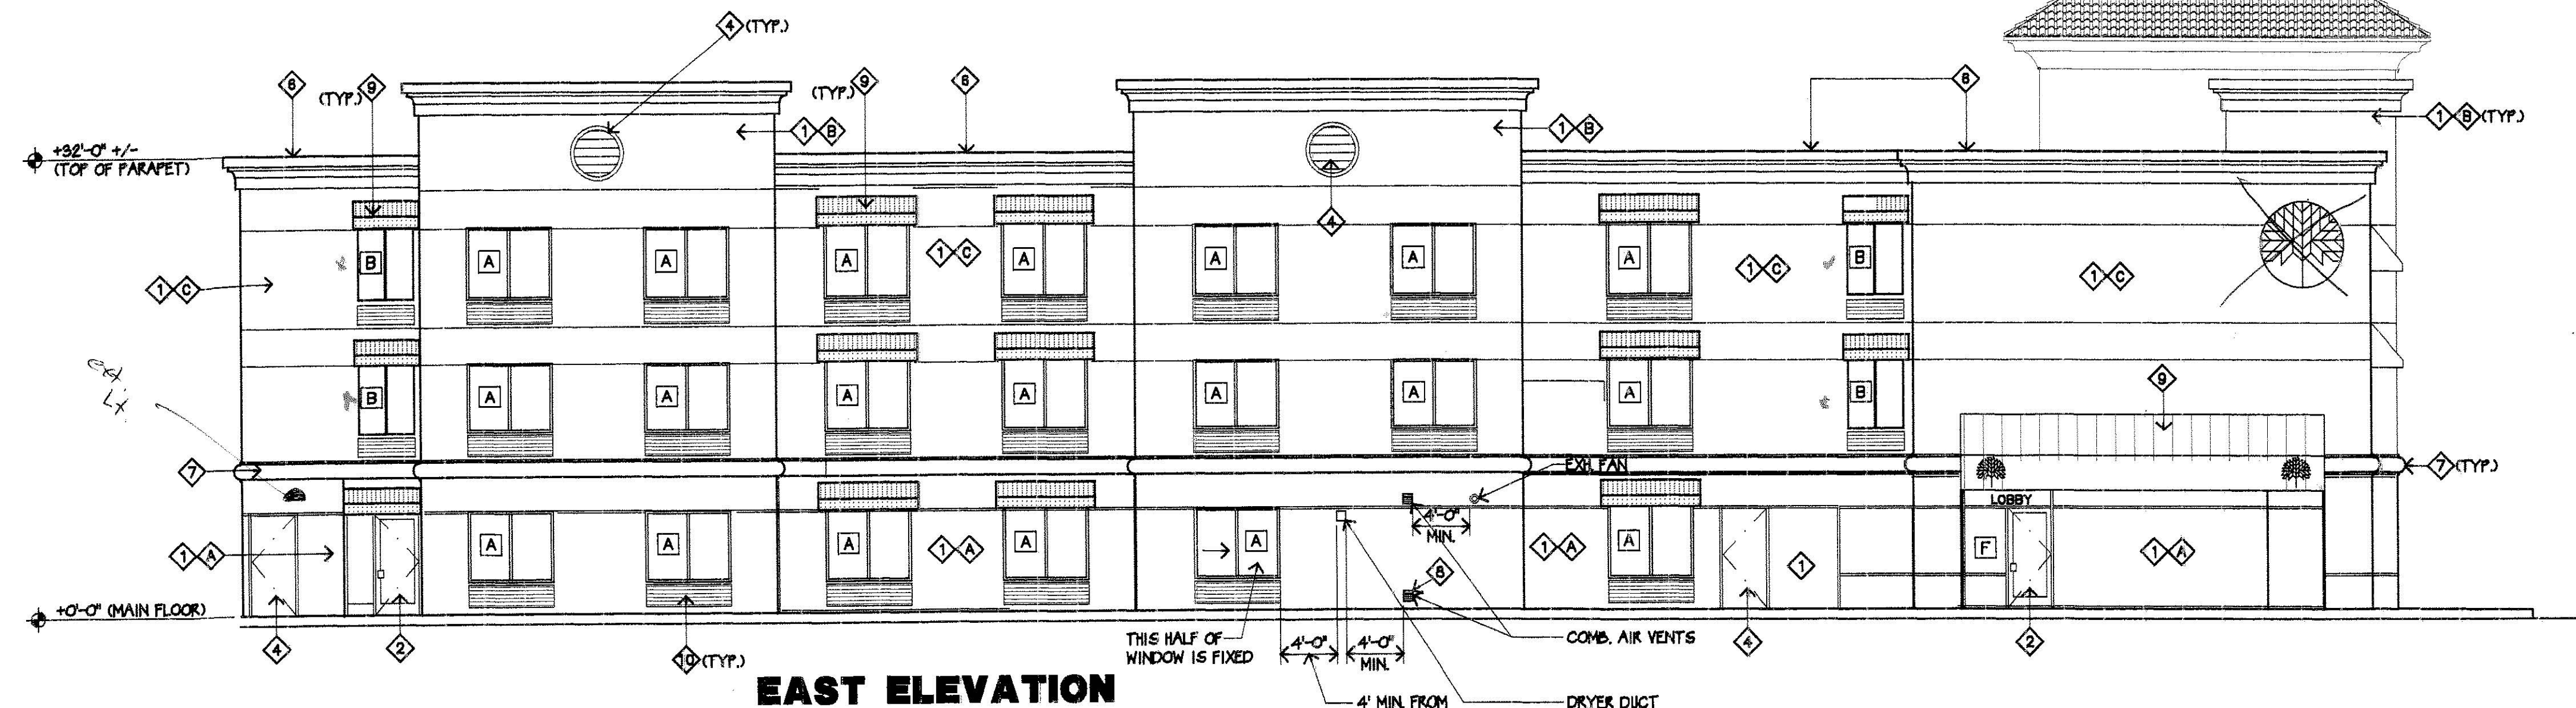 4 (TYP.)
6
(TYP.) 9
(TYP.) 9
6
6
1 B
1 B
1 B (TYP.)
+32'-0" +/-
(TOP OF PARAPET)
4
B
A
A
A
1 C
A
A
A
A
1 C
B
1 C
1 C
B
A
A
A
A
A
A
A
B
9
7
EXH. FAN
7 (TYP.)
LOBBY
4'-0"
MIN.
1 A
A
A
A
1 A
A
A
1 A
A
1
F
1 A
8
+0'-0" (MAIN FLOOR)
4
2
10 (TYP.)
THIS HALF OF
WINDOW IS FIXED
4'-0"
4'-0"
MIN.
COMB. AIR VENTS
4
2
EAST ELEVATION
4' MIN. FROM
DRYER DUCT